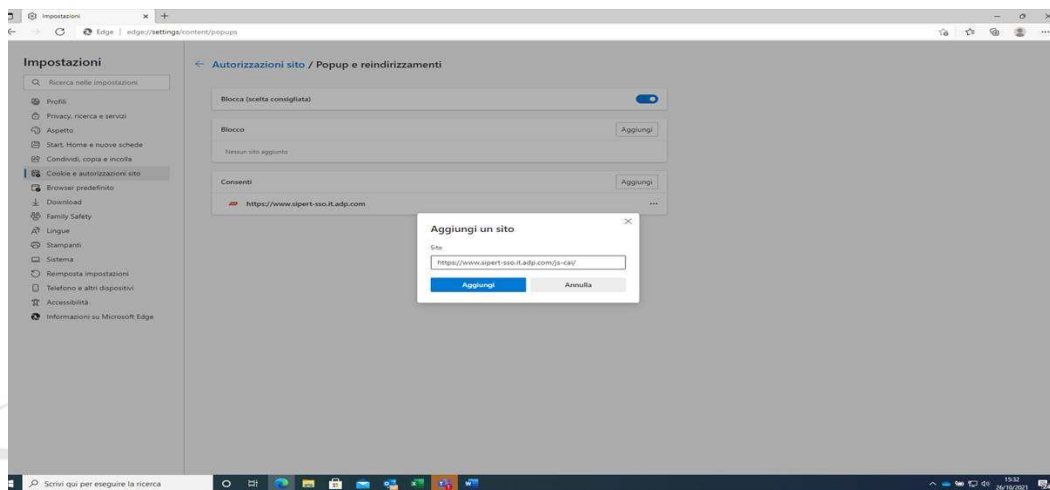 Impostazioni
Edge | edge://settings/content/popups
Impostazioni
Ricerca nelle impostazioni
Profili
Privacy, ricerca e servizi
Aspetto
Start, Home e nuove schede
Condividi, copia e incolla
Cookie e autorizzazioni sito
Browser predefinito
Download
Family Safety
Lingue
Stampanti
Sistema
Reimposta impostazioni
Telefono e altri dispositivi
Accessibilità
Informazioni su Microsoft Edge
Autorizzazioni sito / Popup e reindirizzamenti
Blocca (scelta consigliata)
Blocco
Aggiungi
Nessun sito aggiunto
Consenti
Aggiungi
https://www.sipert-sso.it.adp.com
Aggiungi un sito
Sito
https://www.sipert-sso.it.adp.com/js-cai/
Aggiungi
Annulla
Scrivi qui per eseguire la ricerca
15:32
26/10/2021